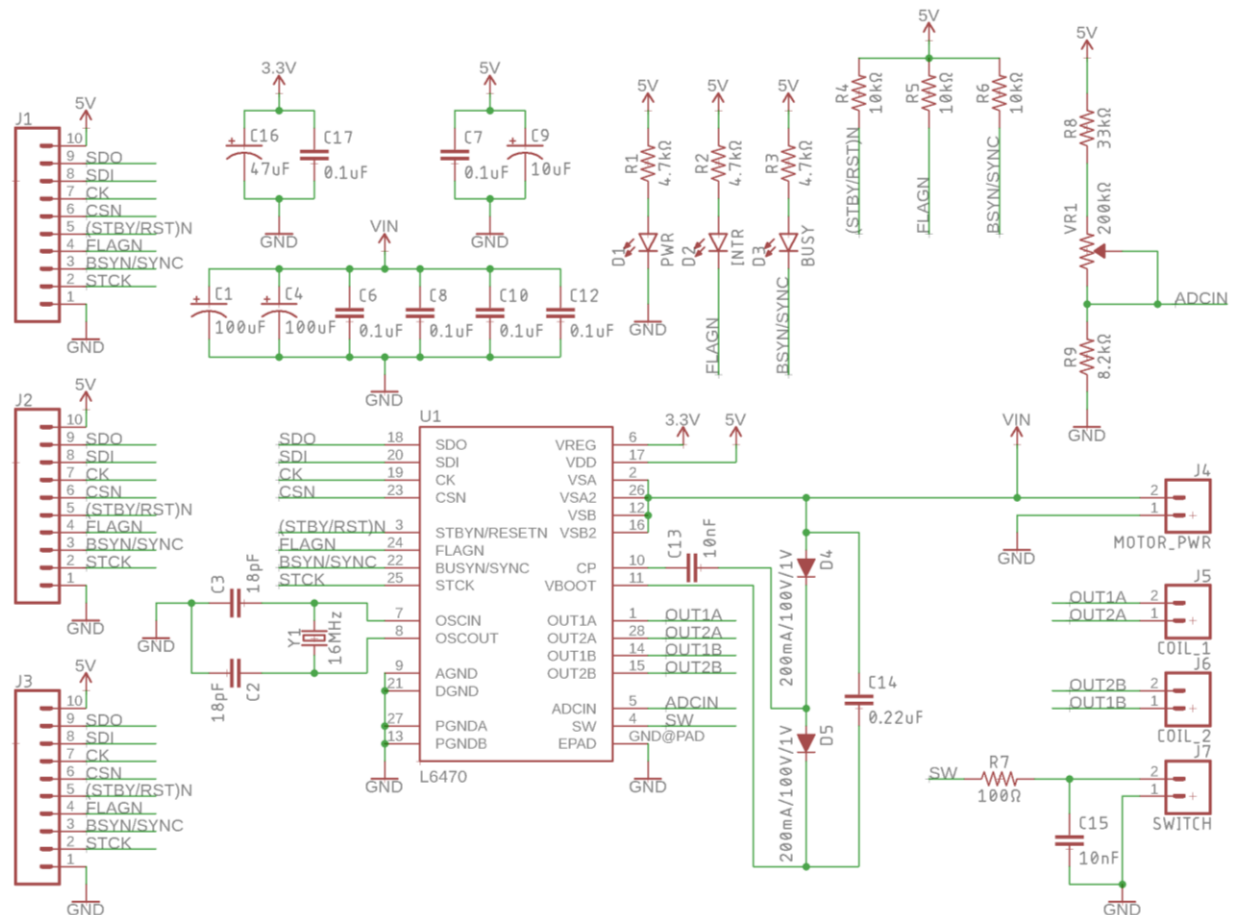 J1
5V
10
9 SDO
8 SDI
7 CK
6 CSN
5 (STBY/RST)N
4 FLAGN
3 BSYN/SYNC
2 STCK
1
GND
3.3V
C16
47uF
C17
0.1uF
GND
5V
C7
0.1uF
C9
10uF
GND
VIN
C1
100uF
C4
100uF
C6
0.1uF
C8
0.1uF
C10
0.1uF
C12
0.1uF
GND
5V
R1
4.7kΩ
D1
PWR
GND
5V
R2
4.7kΩ
D2
INTR
FLAGN
5V
R3
4.7kΩ
D3
BUSY
BSYN/SYNC
5V
R4
10kΩ
(STBY/RST)N
R5
10kΩ
FLAGN
R6
10kΩ
BSYN/SYNC
5V
R8
33kΩ
VR1
200kΩ
ADCIN
R9
8.2kΩ
GND
J2
5V
10
9 SDO
8 SDI
7 CK
6 CSN
5 (STBY/RST)N
4 FLAGN
3 BSYN/SYNC
2 STCK
1
GND
J3
5V
10
9 SDO
8 SDI
7 CK
6 CSN
5 (STBY/RST)N
4 FLAGN
3 BSYN/SYNC
2 STCK
1
GND
U1
SDO 18 SDO
SDI 20 SDI
CK 19 CK
CSN 23 CSN
(STBY/RST)N 3 STBYN/RESETN
FLAGN 24 FLAGN
BSYN/SYNC 22 BUSYN/SYNC
STCK 25 STCK
7 OSCIN
8 OSCOUT
9 AGND
21 DGND
27 PGNDA
13 PGNDB
GND
L6470
C3
18pF
GND
Y1
16MHz
18pF
C2
3.3V
5V
VREG 6
VDD 17
VSA 2
VSA2 26
VSB 12
VSB2 16
CP 10
VBOOT 11
OUT1A 1 OUT1A
OUT2A 28 OUT2A
OUT1B 14 OUT1B
OUT2B 15 OUT2B
ADCIN 5 ADCIN
SW 4 SW
EPAD GND@PAD
GND
C13
10nF
D4
200mA/100V/1V
D5
200mA/100V/1V
C14
0.22uF
VIN
GND
J4
2
1
MOTOR_PWR
J5
OUT1A 2
OUT2A 1
COIL_1
J6
OUT2B 2
OUT1B 1
COIL_2
J7
SW
R7
100Ω
2
1
SWITCH
C15
10nF
GND